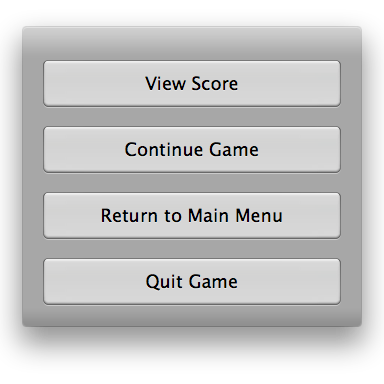 View Score
Continue Game
Return to Main Menu
Quit Game